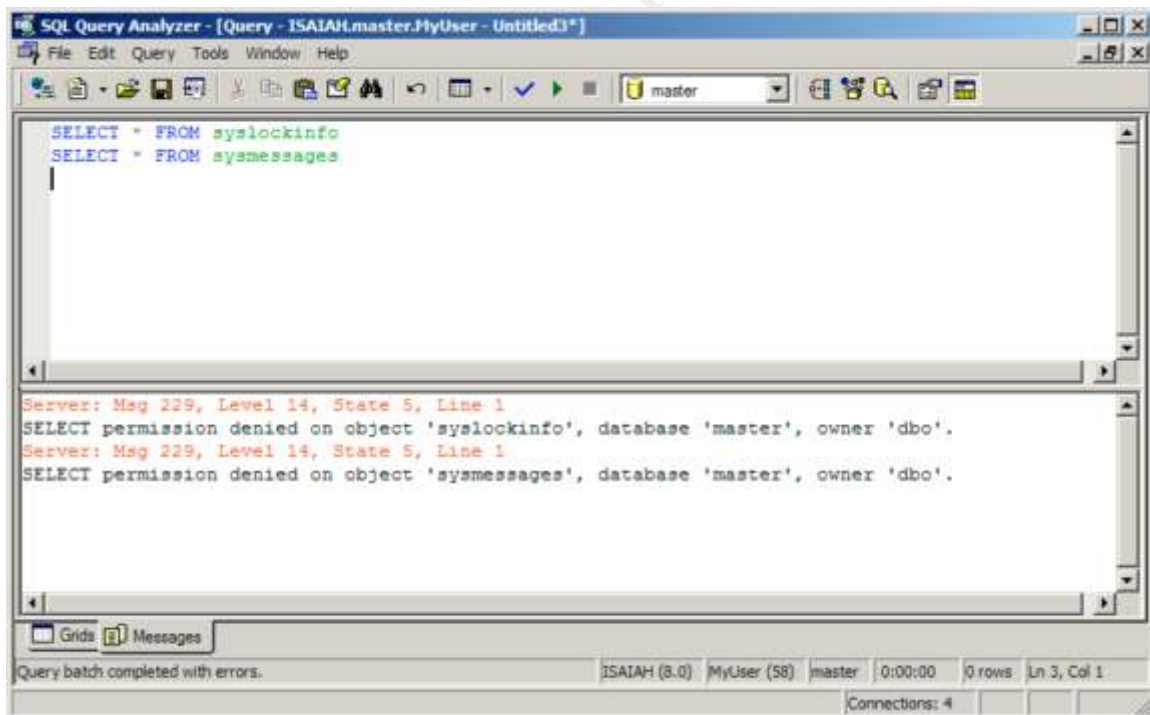 SQL Query Analyzer - [Query - ISAIAH.master.MyUser - Untitled3*]
File Edit Query Tools Window Help
master
SELECT * FROM syslockinfo
SELECT * FROM sysmessages
Server: Msg 229, Level 14, State 5, Line 1
SELECT permission denied on object 'syslockinfo', database 'master', owner 'dbo'.
Server: Msg 229, Level 14, State 5, Line 1
SELECT permission denied on object 'sysmessages', database 'master', owner 'dbo'.
Grids Messages
Query batch completed with errors. ISAIAH (8.0) MyUser (58) master 0:00:00 0 rows Ln 3, Col 1
Connections: 4